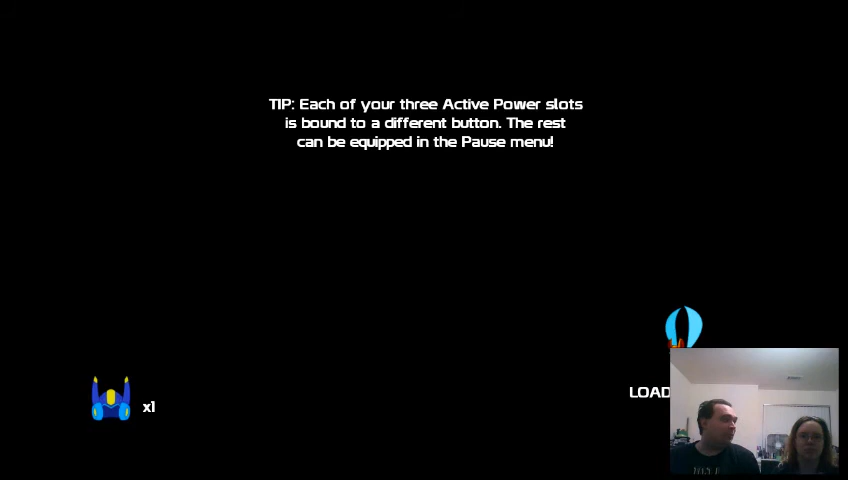 TIP: Each of your three Active Power slots
is bound to a different button. The rest
can be equipped in the Pause menu!
x1
LOAD